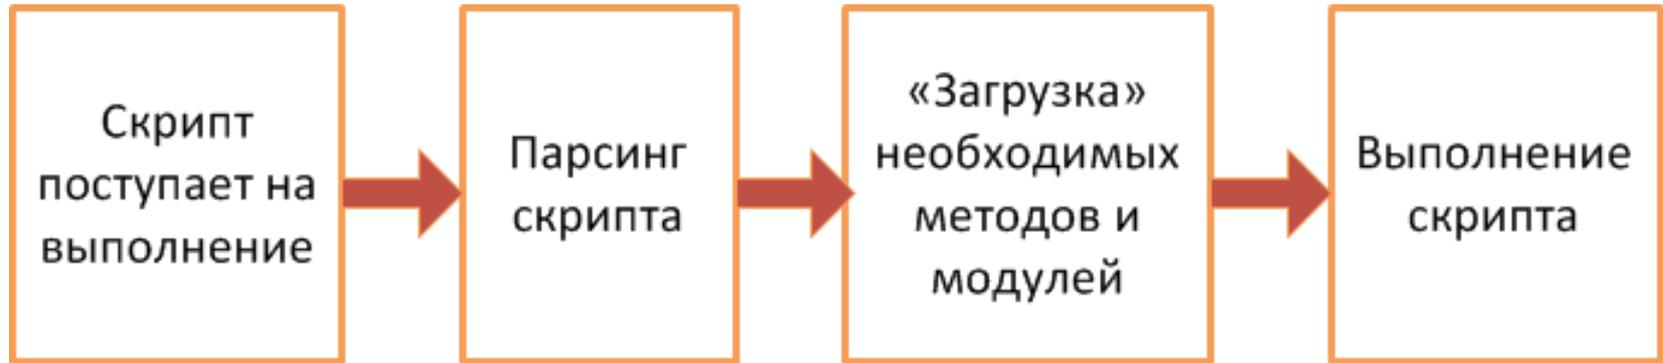 Скрипт
поступает на
выполнение
Парсинг
скрипта
«Загрузка»
необходимых
методов и
модулей
Выполнение
скрипта